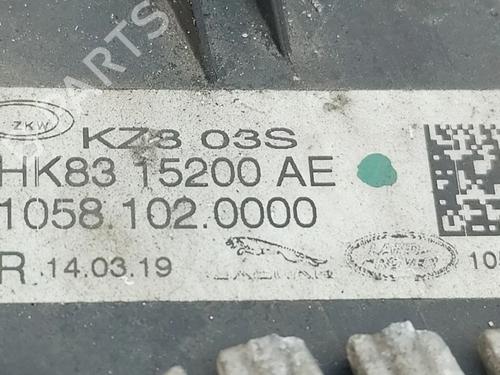 ZKW
KZ3 03S
HK83 15200 AE
1058.102.0000
R 14.03.19
JAGUAR
LAND ROVER
105